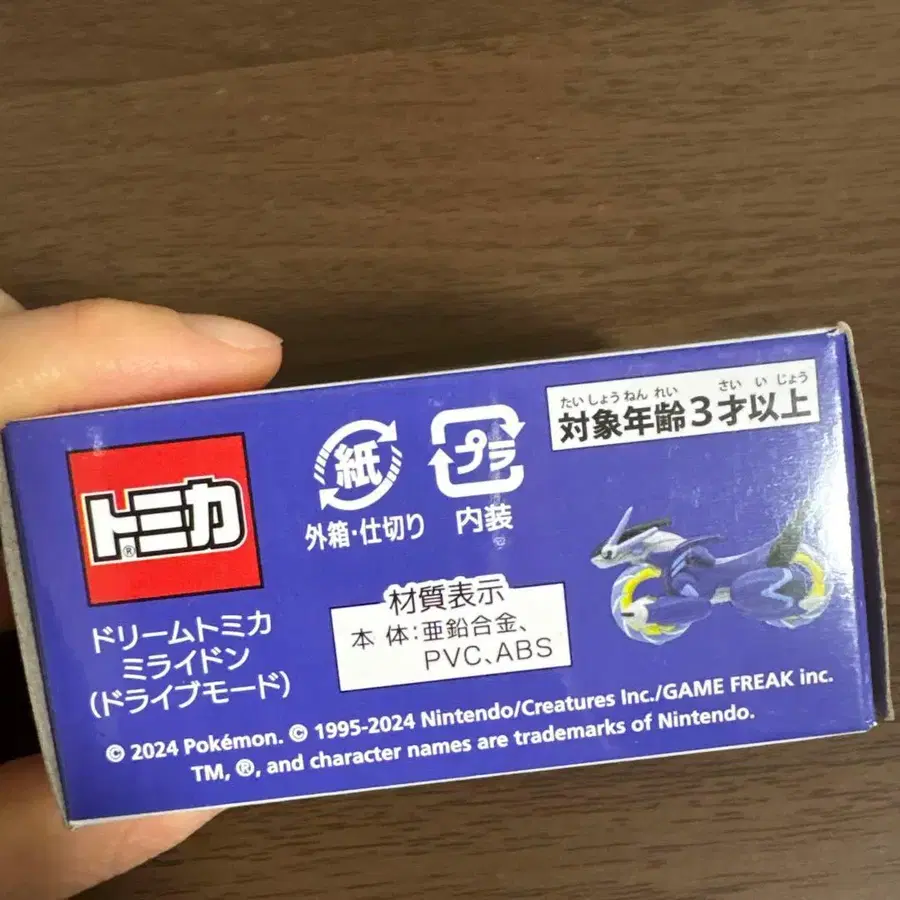 たいしょうねんれい さい いじょう
対象年齢3才以上
紙
プラ
外箱・仕切り
内装
トミカ®
材質表示
本体:亜鉛合金、
PVC、ABS
ドリームトミカ
ミライドン
(ドライブモード)
© 2024 Pokémon. © 1995-2024 Nintendo/Creatures Inc./GAME FREAK inc.
TM, ®, and character names are trademarks of Nintendo.